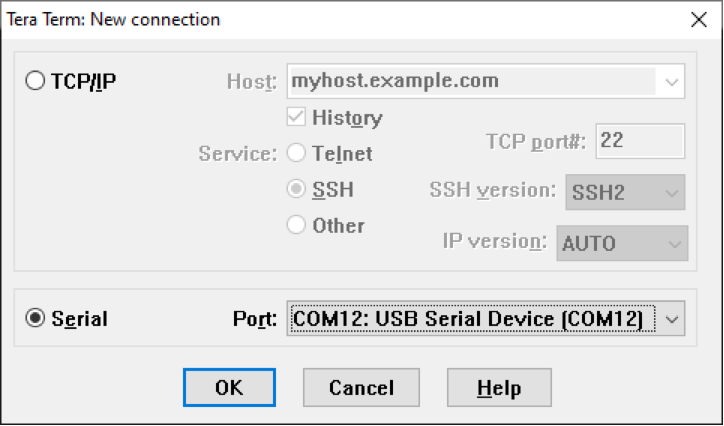 Tera Term: New connection
TCP/IP Host: myhost.example.com
History
Service: Telnet TCP port#: 22
SSH SSH version: SSH2
Other IP version: AUTO
Serial Port: COM12: USB Serial Device (COM12)
OK Cancel Help